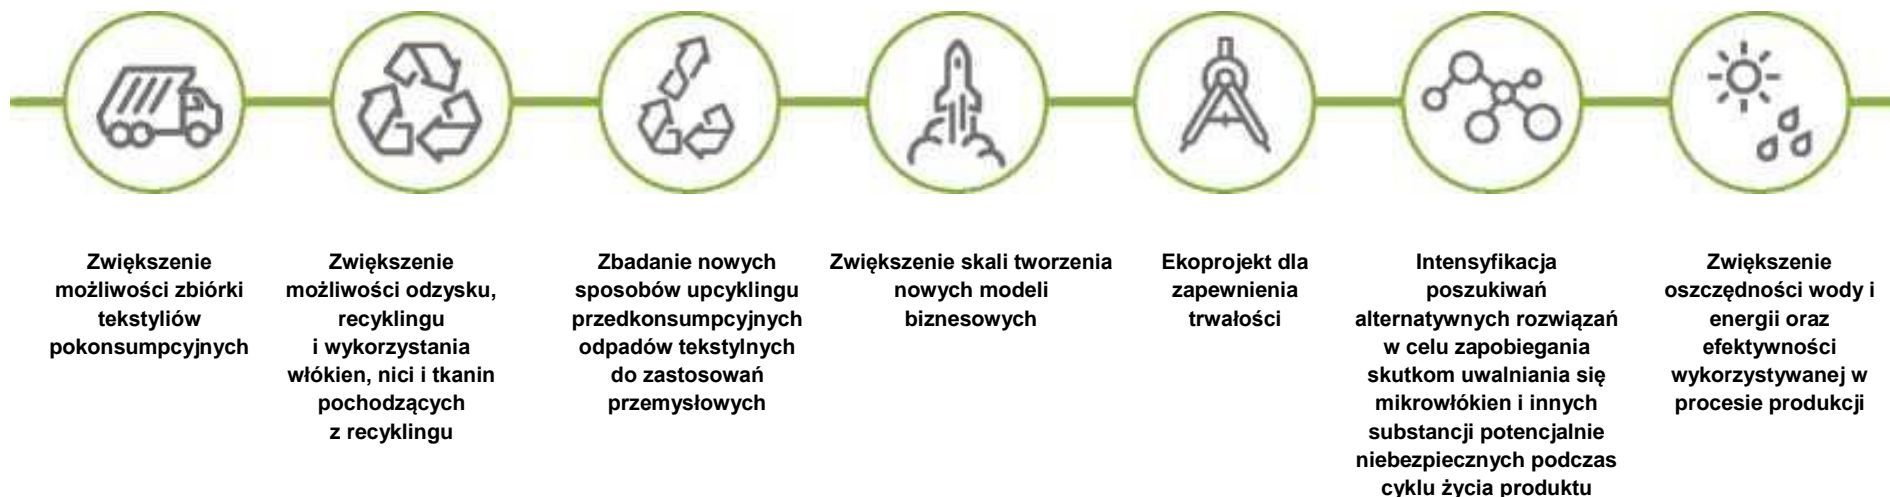 Zwiększenie
możliwości zbiórki
tekstyliów
pokonsumpcyjnych
Zwiększenie
możliwości odzysku,
recyklingu
i wykorzystania
włókien, nici i tkanin
pochodzących
z recyklingu
Zbadanie nowych
sposobów upcyklingu
przedkonsumpcyjnych
odpadów tekstylnych
do zastosowań
przemysłowych
Zwiększenie skali tworzenia
nowych modeli
biznesowych
Ekoprojekt dla
zapewnienia
trwałości
Intensyfikacja
poszukiwań
alternatywnych rozwiązań
w celu zapobiegania
skutkom uwalniania się
mikrowłókien i innych
substancji potencjalnie
niebezpiecznych podczas
cyklu życia produktu
Zwiększenie
oszczędności wody i
energii oraz
efektywności
wykorzystywanej w
procesie produkcji